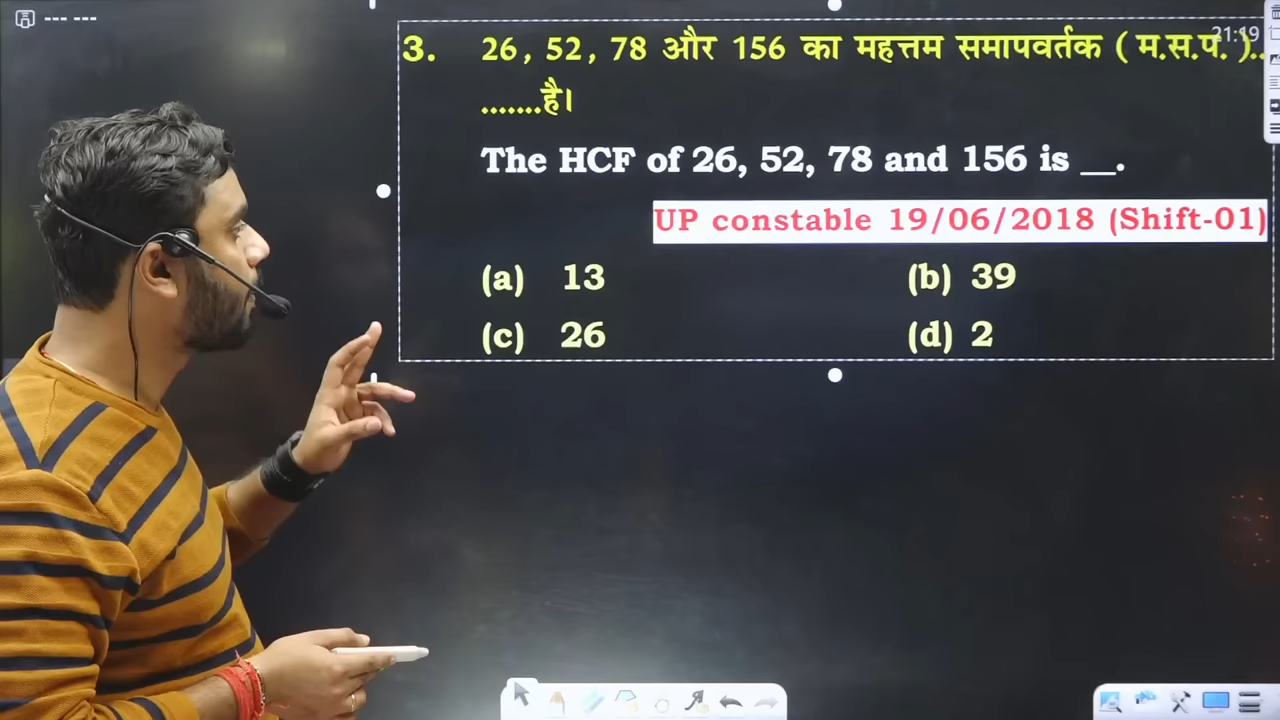 21:19
3. 26, 52, 78 और 156 का महत्तम समापवर्तक ( म.स.प. )..
.......है।
The HCF of 26, 52, 78 and 156 is __.
UP constable 19/06/2018 (Shift-01)
(a) 13 (b) 39
(c) 26 (d) 2